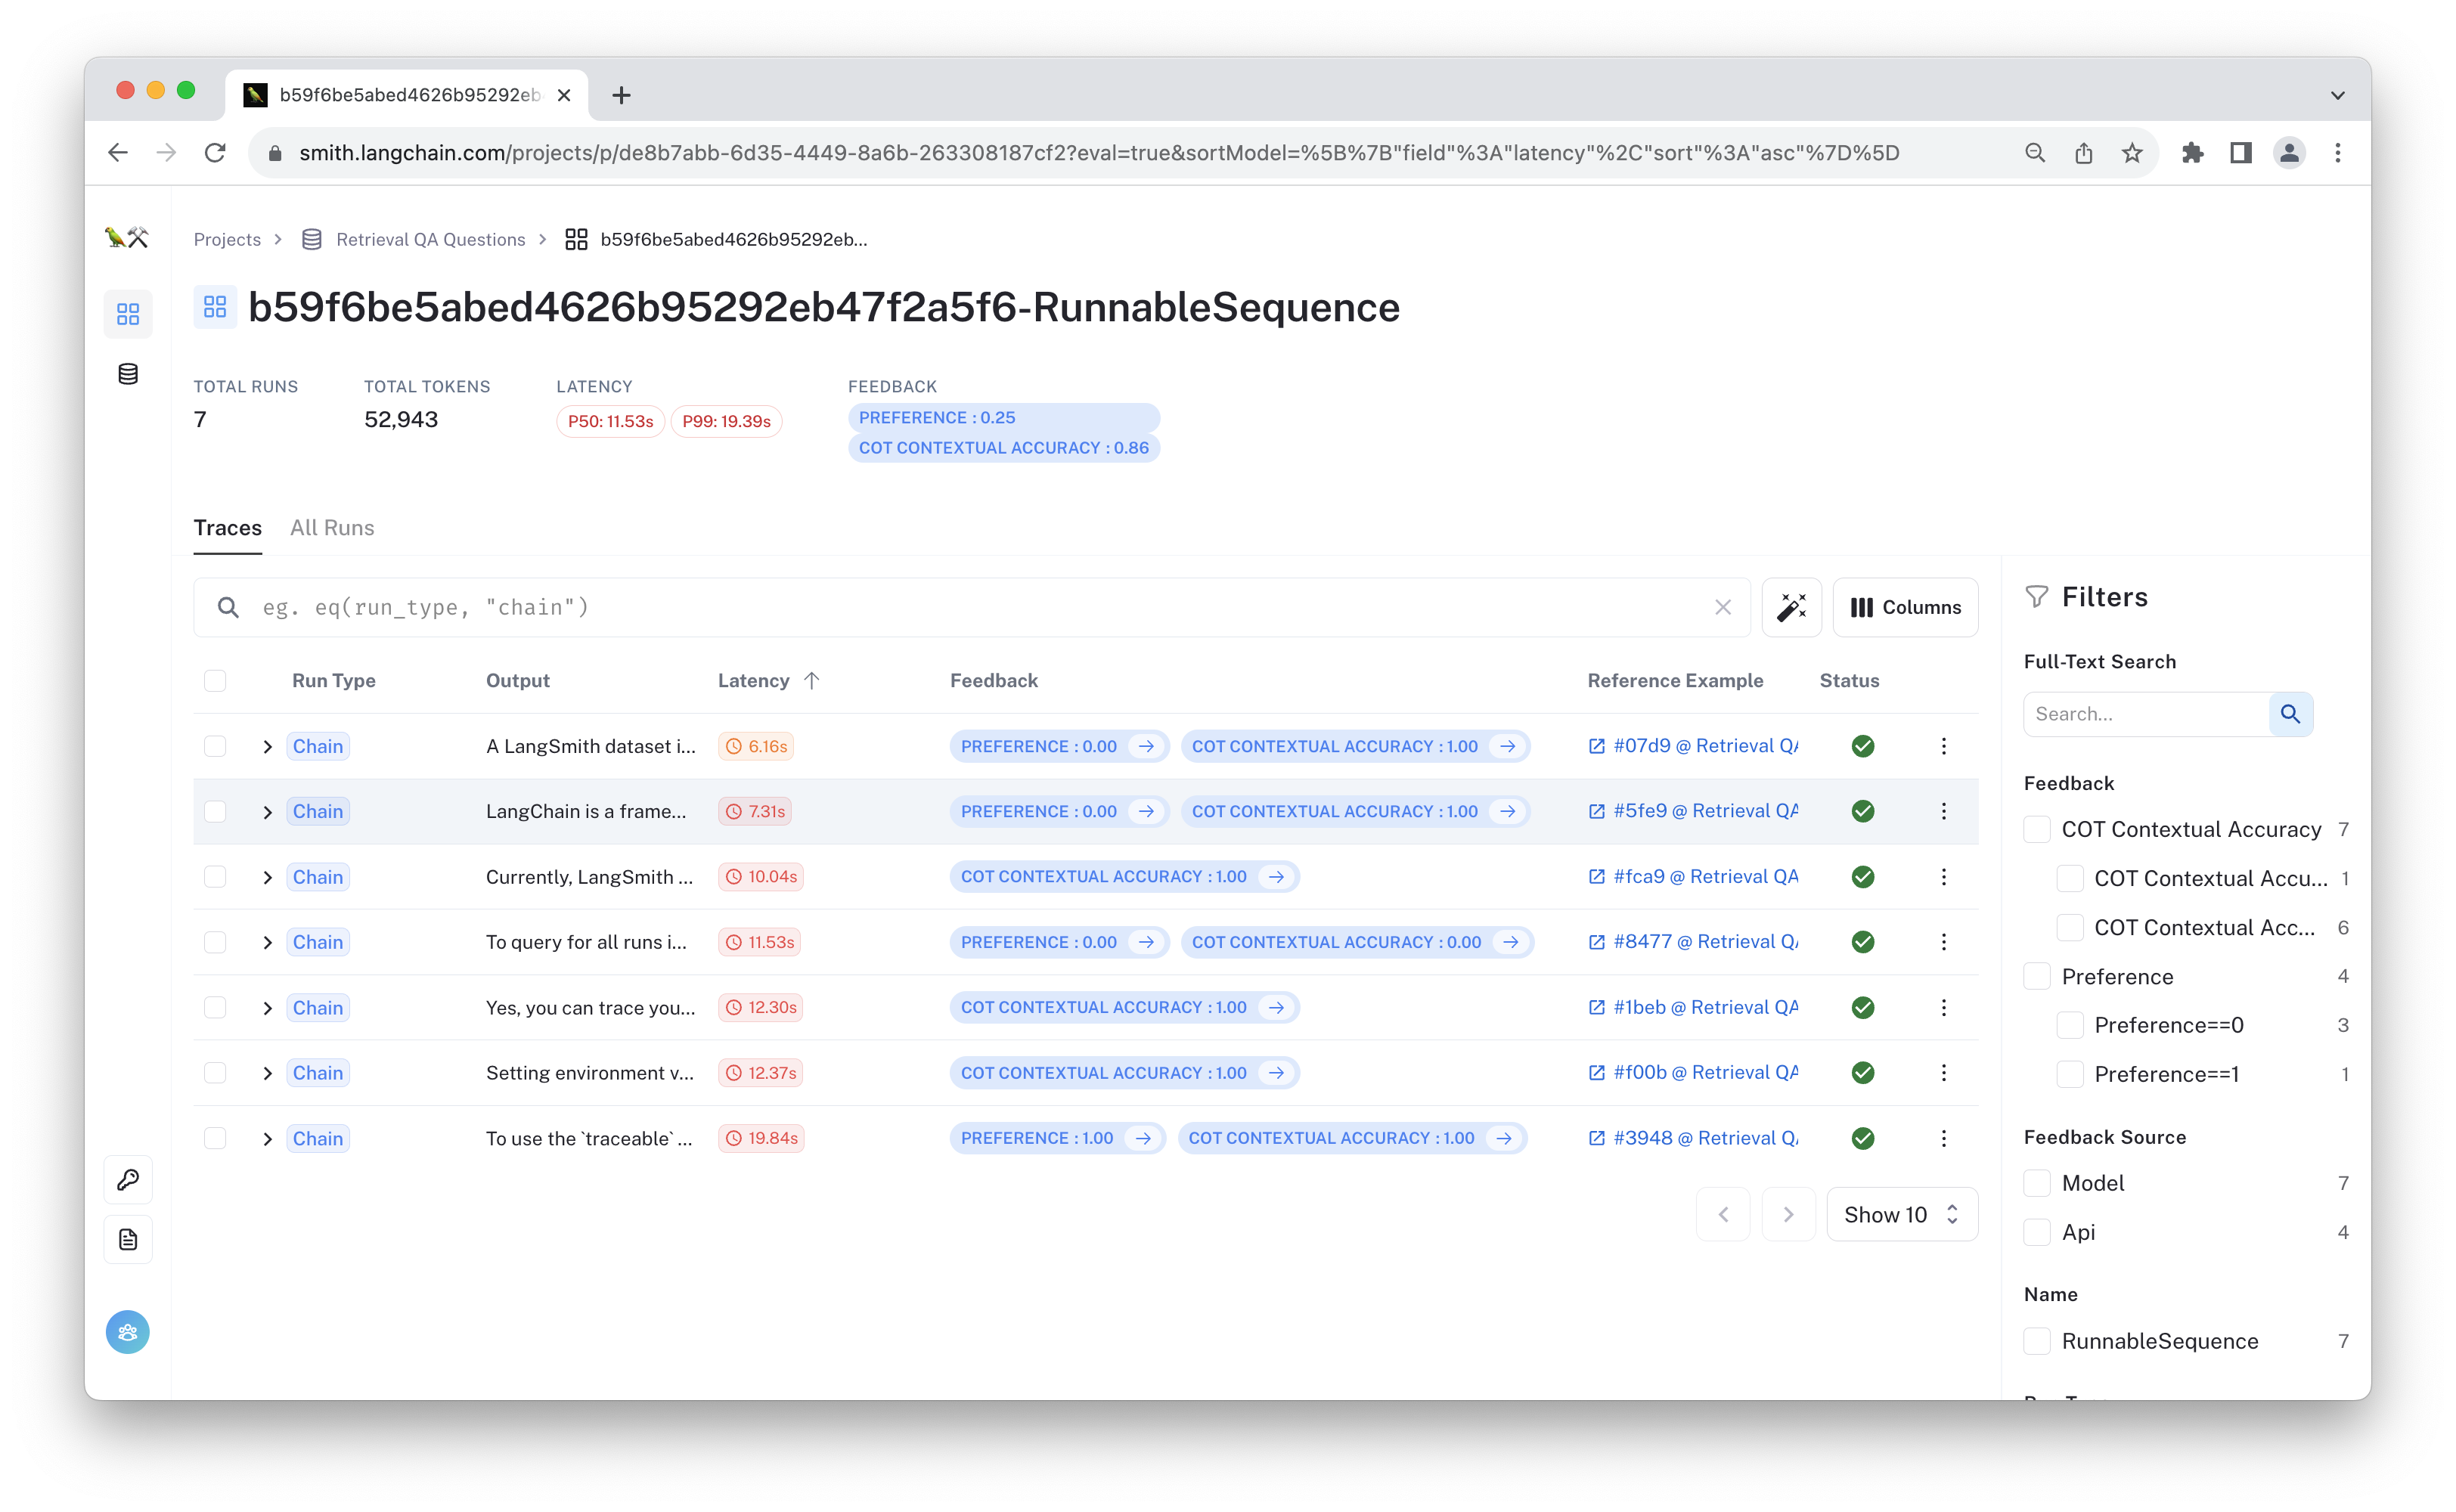 b59f6be5abed4626b95292eb
smith.langchain.com/projects/p/de8b7abb-6d35-4449-8a6b-263308187cf2?eval=true&sortModel=%5B%7B"field"%3A"latency"%2C"sort"%3A"asc"%7D%5D
Projects > Retrieval QA Questions > b59f6be5abed4626b95292eb...
b59f6be5abed4626b95292eb47f2a5f6-RunnableSequence
TOTAL RUNS TOTAL TOKENS LATENCY FEEDBACK
7 52,943 P50: 11.53s P99: 19.39s PREFERENCE : 0.25
COT CONTEXTUAL ACCURACY : 0.86
Traces All Runs
eg. eq(run_type, "chain") Columns
Run Type Output Latency Feedback Reference Example Status
Chain A LangSmith dataset i... 6.16s PREFERENCE : 0.00 → COT CONTEXTUAL ACCURACY : 1.00 → #07d9 @ Retrieval QA
Chain LangChain is a frame... 7.31s PREFERENCE : 0.00 → COT CONTEXTUAL ACCURACY : 1.00 → #5fe9 @ Retrieval QA
Chain Currently, LangSmith ... 10.04s COT CONTEXTUAL ACCURACY : 1.00 → #fca9 @ Retrieval QA
Chain To query for all runs i... 11.53s PREFERENCE : 0.00 → COT CONTEXTUAL ACCURACY : 0.00 → #8477 @ Retrieval QA
Chain Yes, you can trace you... 12.30s COT CONTEXTUAL ACCURACY : 1.00 → #1beb @ Retrieval QA
Chain Setting environment v... 12.37s COT CONTEXTUAL ACCURACY : 1.00 → #f00b @ Retrieval QA
Chain To use the `traceable` ... 19.84s PREFERENCE : 1.00 → COT CONTEXTUAL ACCURACY : 1.00 → #3948 @ Retrieval QA
Show 10
Filters
Full-Text Search
Search...
Feedback
COT Contextual Accuracy 7
COT Contextual Accu... 1
COT Contextual Acc... 6
Preference 4
Preference==0 3
Preference==1 1
Feedback Source
Model 7
Api 4
Name
RunnableSequence 7